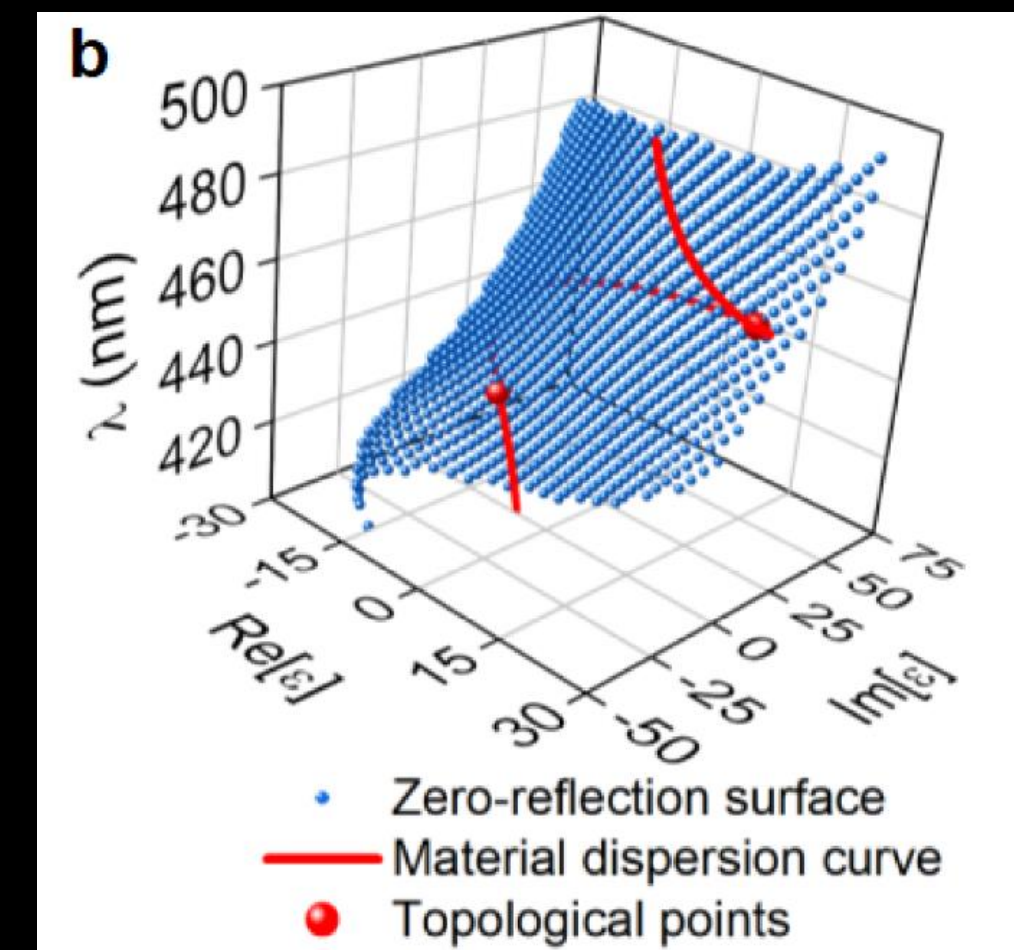 b
500
480
460
440
420
λ (nm)
-30
-15
0
15
30
Re[ε]
-50
-25
0
25
50
75
Im[ε]
Zero-reflection surface
Material dispersion curve
Topological points